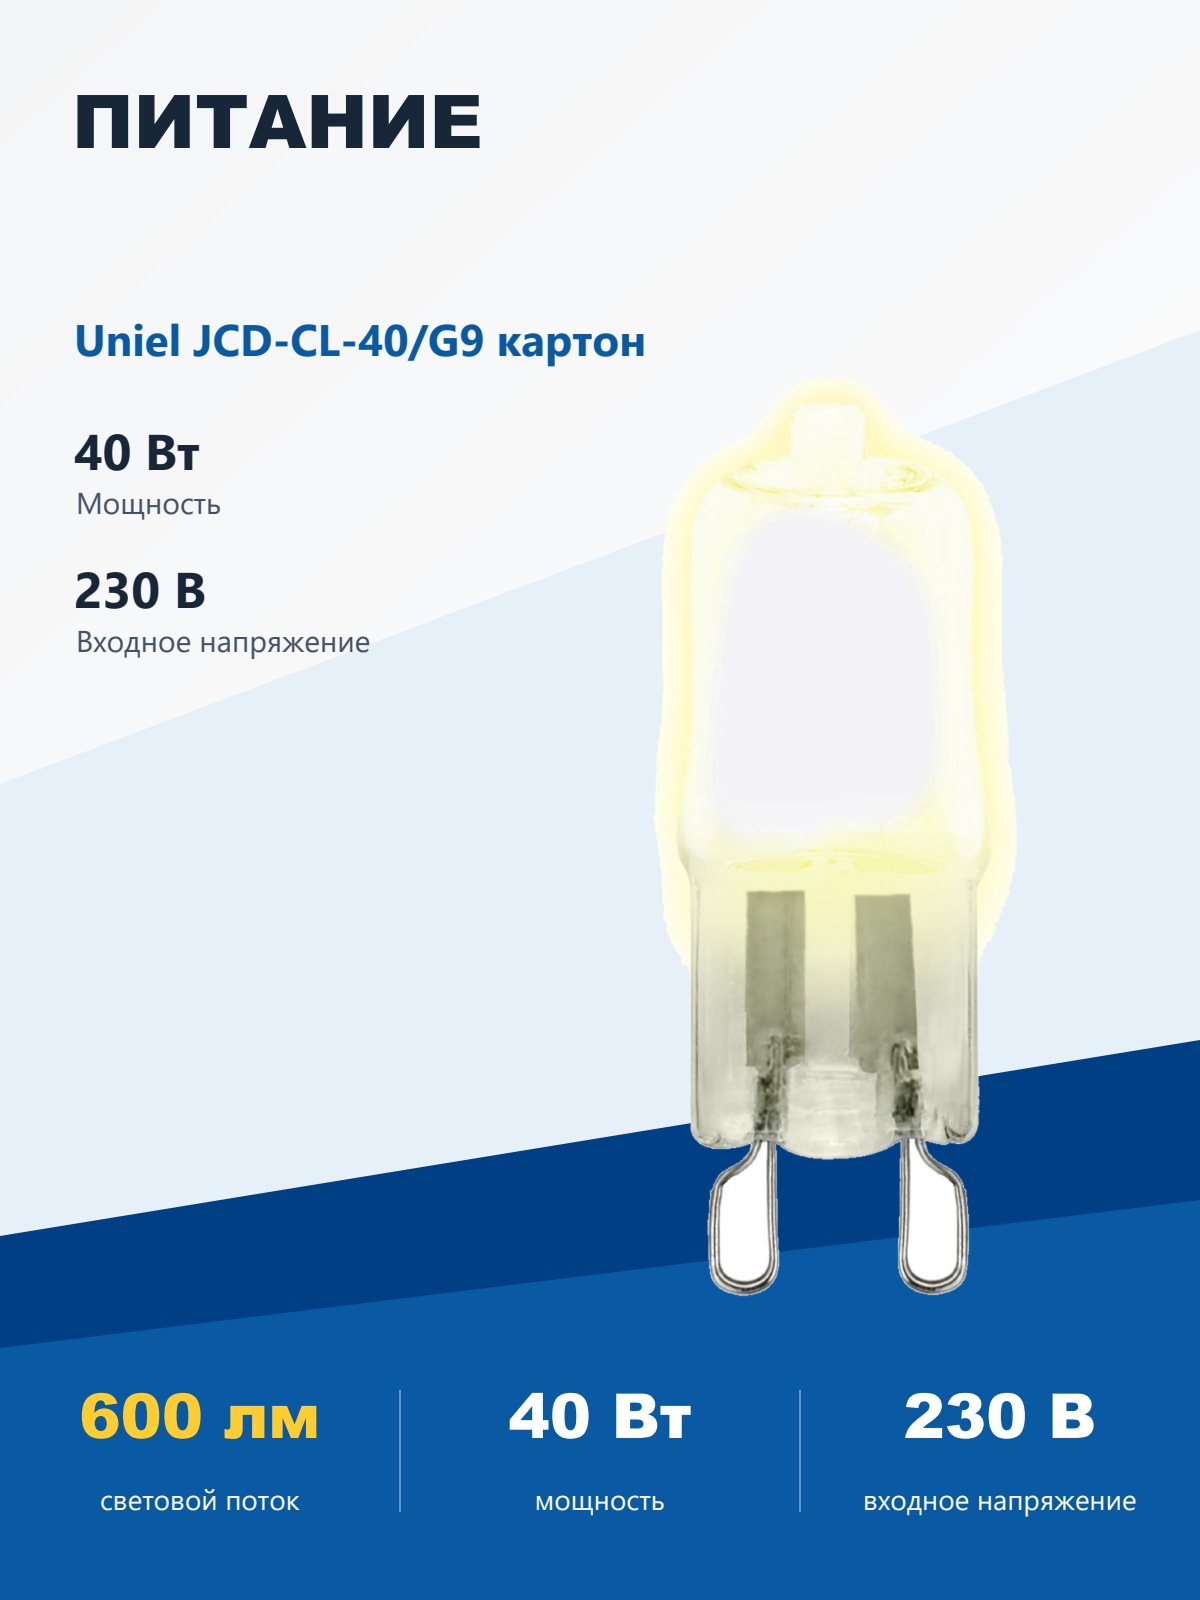 ПИТАНИЕ
Uniel JCD-CL-40/G9 картон
40 Вт
Мощность
230 В
Входное напряжение
600 лм
световой поток
40 Вт
мощность
230 В
входное напряжение